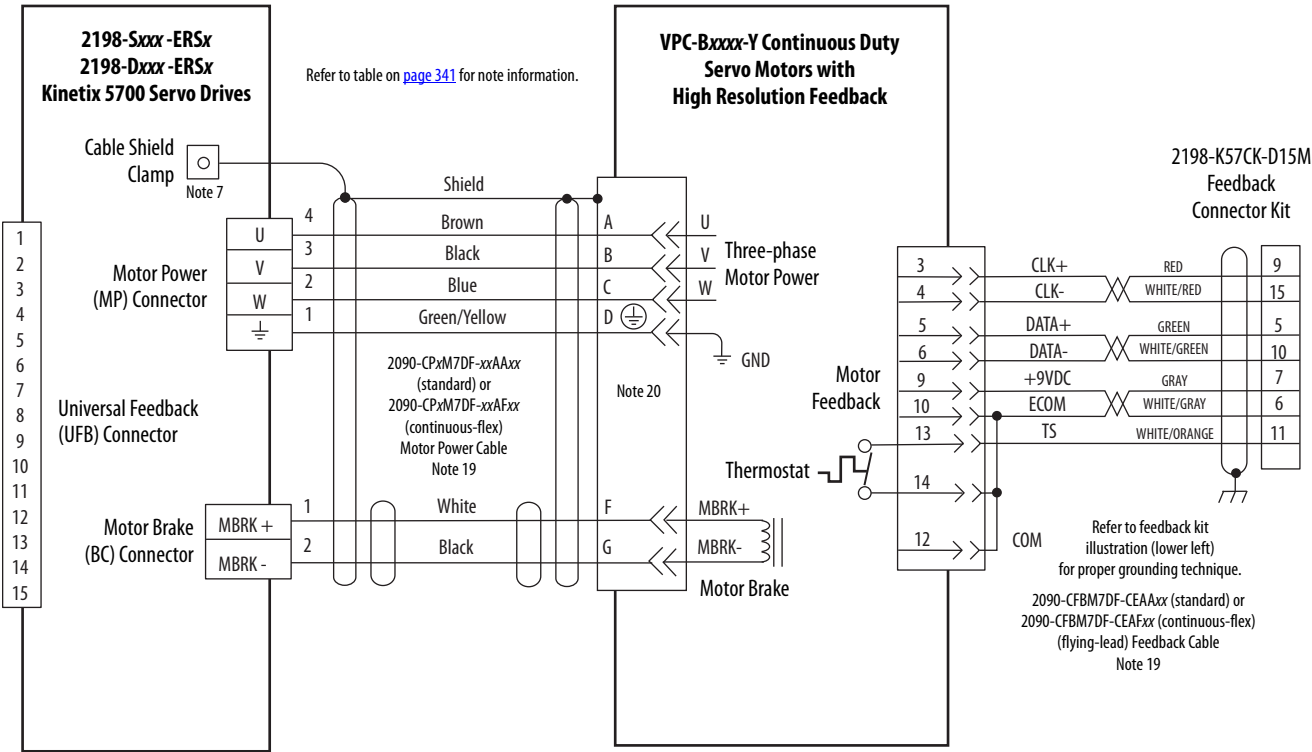 2198-Sxxx -ERSx
2198-Dxxx -ERSx
Kinetix 5700 Servo Drives
Refer to table on page 341 for note information.
VPC-Bxxxx-Y Continuous Duty
Servo Motors with
High Resolution Feedback
2198-K57CK-D15M
Feedback
Connector Kit
Cable Shield
Clamp
Note 7
Shield
1
2
3
4
5
6
7
8
9
10
11
12
13
14
15
Universal Feedback
(UFB) Connector
Motor Power
(MP) Connector
U 4 Brown A U
V 3 Black B V
W 2 Blue C W
1 Green/Yellow D
GND
Three-phase
Motor Power
2090-CPxM7DF-xxAAxx
(standard) or
2090-CPxM7DF-xxAFxx
(continuous-flex)
Motor Power Cable
Note 19
Note 20
Motor Brake
(BC) Connector
MBRK + 1 White F MBRK+
MBRK - 2 Black G MBRK-
Motor Brake
Motor
Feedback
Thermostat
3 CLK+ RED 9
4 CLK- WHITE/RED 15
5 DATA+ GREEN 5
6 DATA- WHITE/GREEN 10
9 +9VDC GRAY 7
10 ECOM WHITE/GRAY 6
13 TS WHITE/ORANGE 11
14
12 COM
Refer to feedback kit
illustration (lower left)
for proper grounding technique.
2090-CFBM7DF-CEAAxx (standard) or
2090-CFBM7DF-CEAFxx (continuous-flex)
(flying-lead) Feedback Cable
Note 19